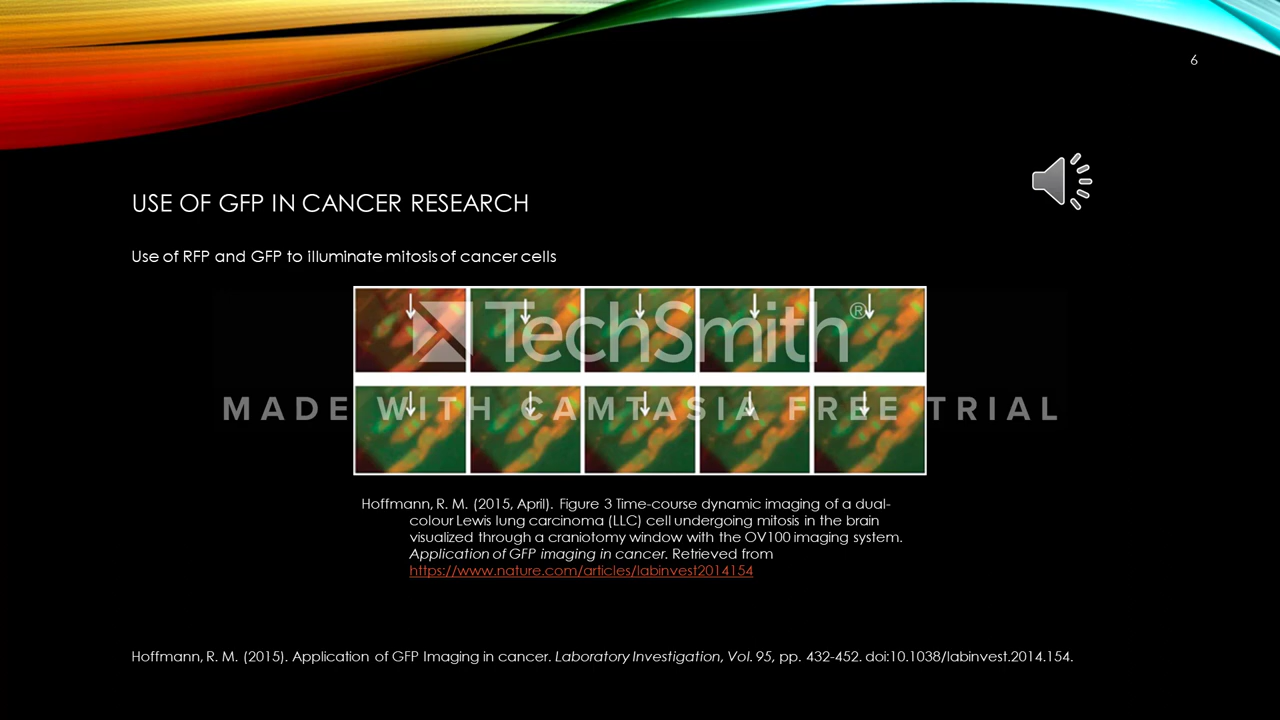 6
USE OF GFP IN CANCER RESEARCH
Use of RFP and GFP to illuminate mitosis of cancer cells
TechSmith®
MADE WITH CAMTASIA FREE TRIAL
Hoffmann, R. M. (2015, April). Figure 3 Time-course dynamic imaging of a dual-
colour Lewis lung carcinoma (LLC) cell undergoing mitosis in the brain
visualized through a craniotomy window with the OV100 imaging system.
Application of GFP imaging in cancer. Retrieved from
https://www.nature.com/articles/labinvest2014154
Hoffmann, R. M. (2015). Application of GFP Imaging in cancer. Laboratory Investigation, Vol. 95, pp. 432-452. doi:10.1038/labinvest.2014.154.